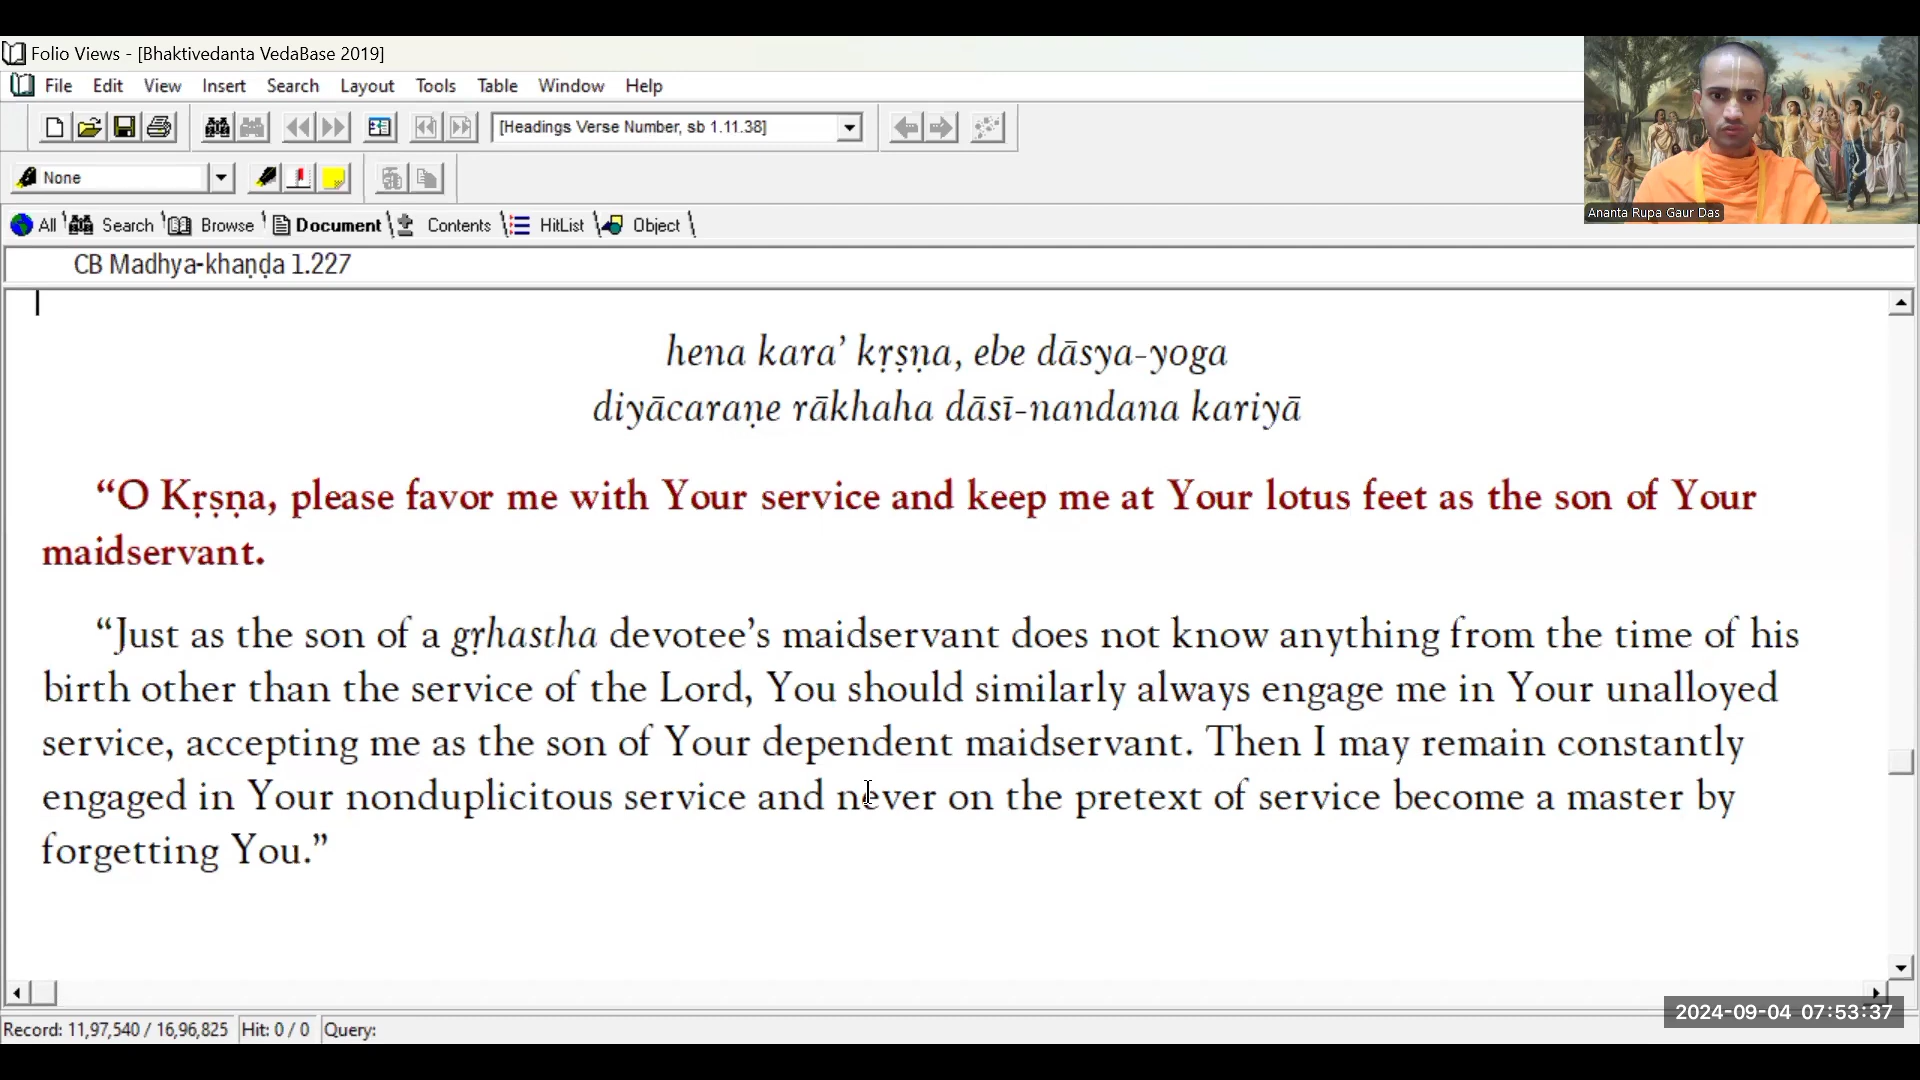 Folio Views - [Bhaktivedanta VedaBase 2019]
File Edit View Insert Search Layout Tools Table Window Help
[Headings Verse Number, sb 1.11.38]
None
All Search Browse Document Contents HitList Object
Ananta Rupa Gaur Das
CB Madhya-khaṇḍa 1.227
hena kara’ kṛṣṇa, ebe dāsya-yoga
diyācaraṇe rākhaha dāsī-nandana kariyā
“O Kṛṣṇa, please favor me with Your service and keep me at Your lotus feet as the son of Your
maidservant.
“Just as the son of a gṛhastha devotee’s maidservant does not know anything from the time of his
birth other than the service of the Lord, You should similarly always engage me in Your unalloyed
service, accepting me as the son of Your dependent maidservant. Then I may remain constantly
engaged in Your nonduplicitous service and never on the pretext of service become a master by
forgetting You.”
2024-09-04 07:53:37
Record: 11,97,540 / 16,96,825 Hit: 0 / 0 Query: